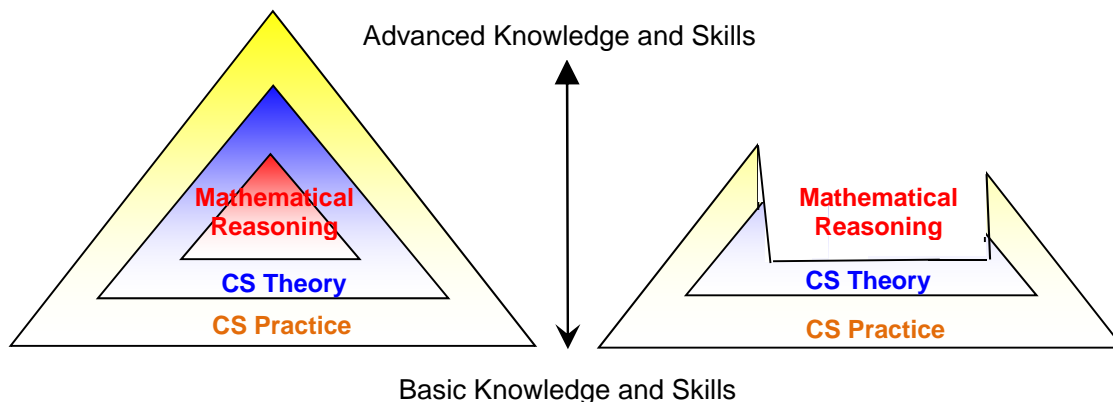 Advanced Knowledge and Skills
Mathematical
Reasoning
CS Theory
CS Practice
Mathematical
Reasoning
CS Theory
CS Practice
Basic Knowledge and Skills